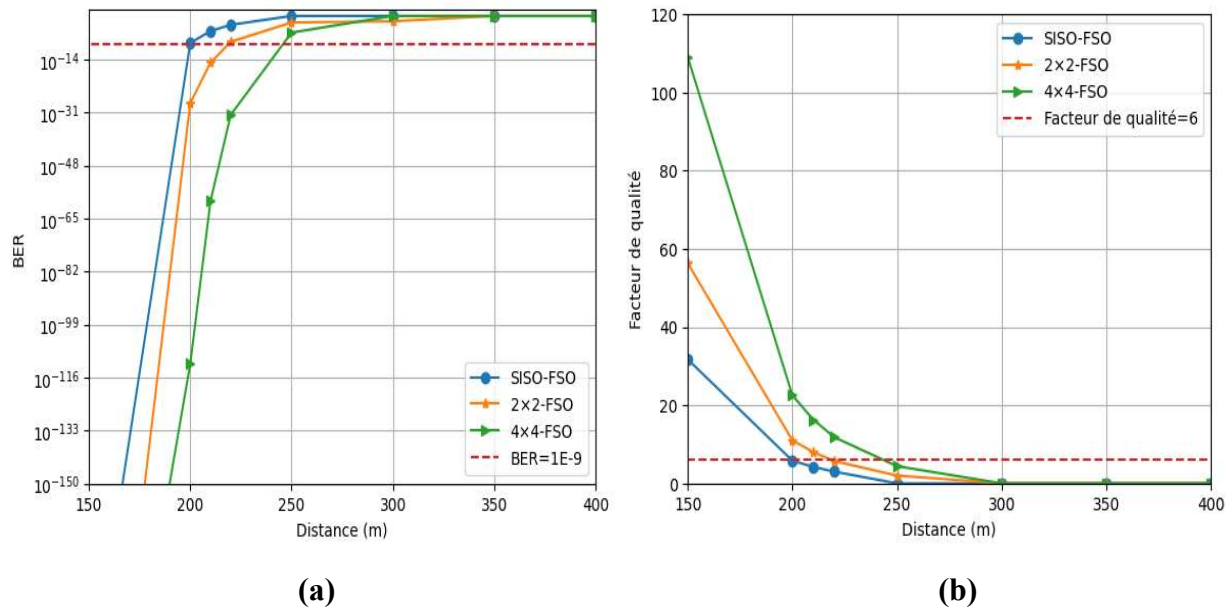 BER
10−14
10−31
10−48
10−65
10−82
10−99
10−116
10−133
10−150
150 200 250 300 350 400
Distance (m)
SISO-FSO
2×2-FSO
4×4-FSO
BER=1E-9
(a)
Facteur de qualité
120
100
80
60
40
20
0
150 200 250 300 350 400
Distance (m)
SISO-FSO
2×2-FSO
4×4-FSO
Facteur de qualité=6
(b)